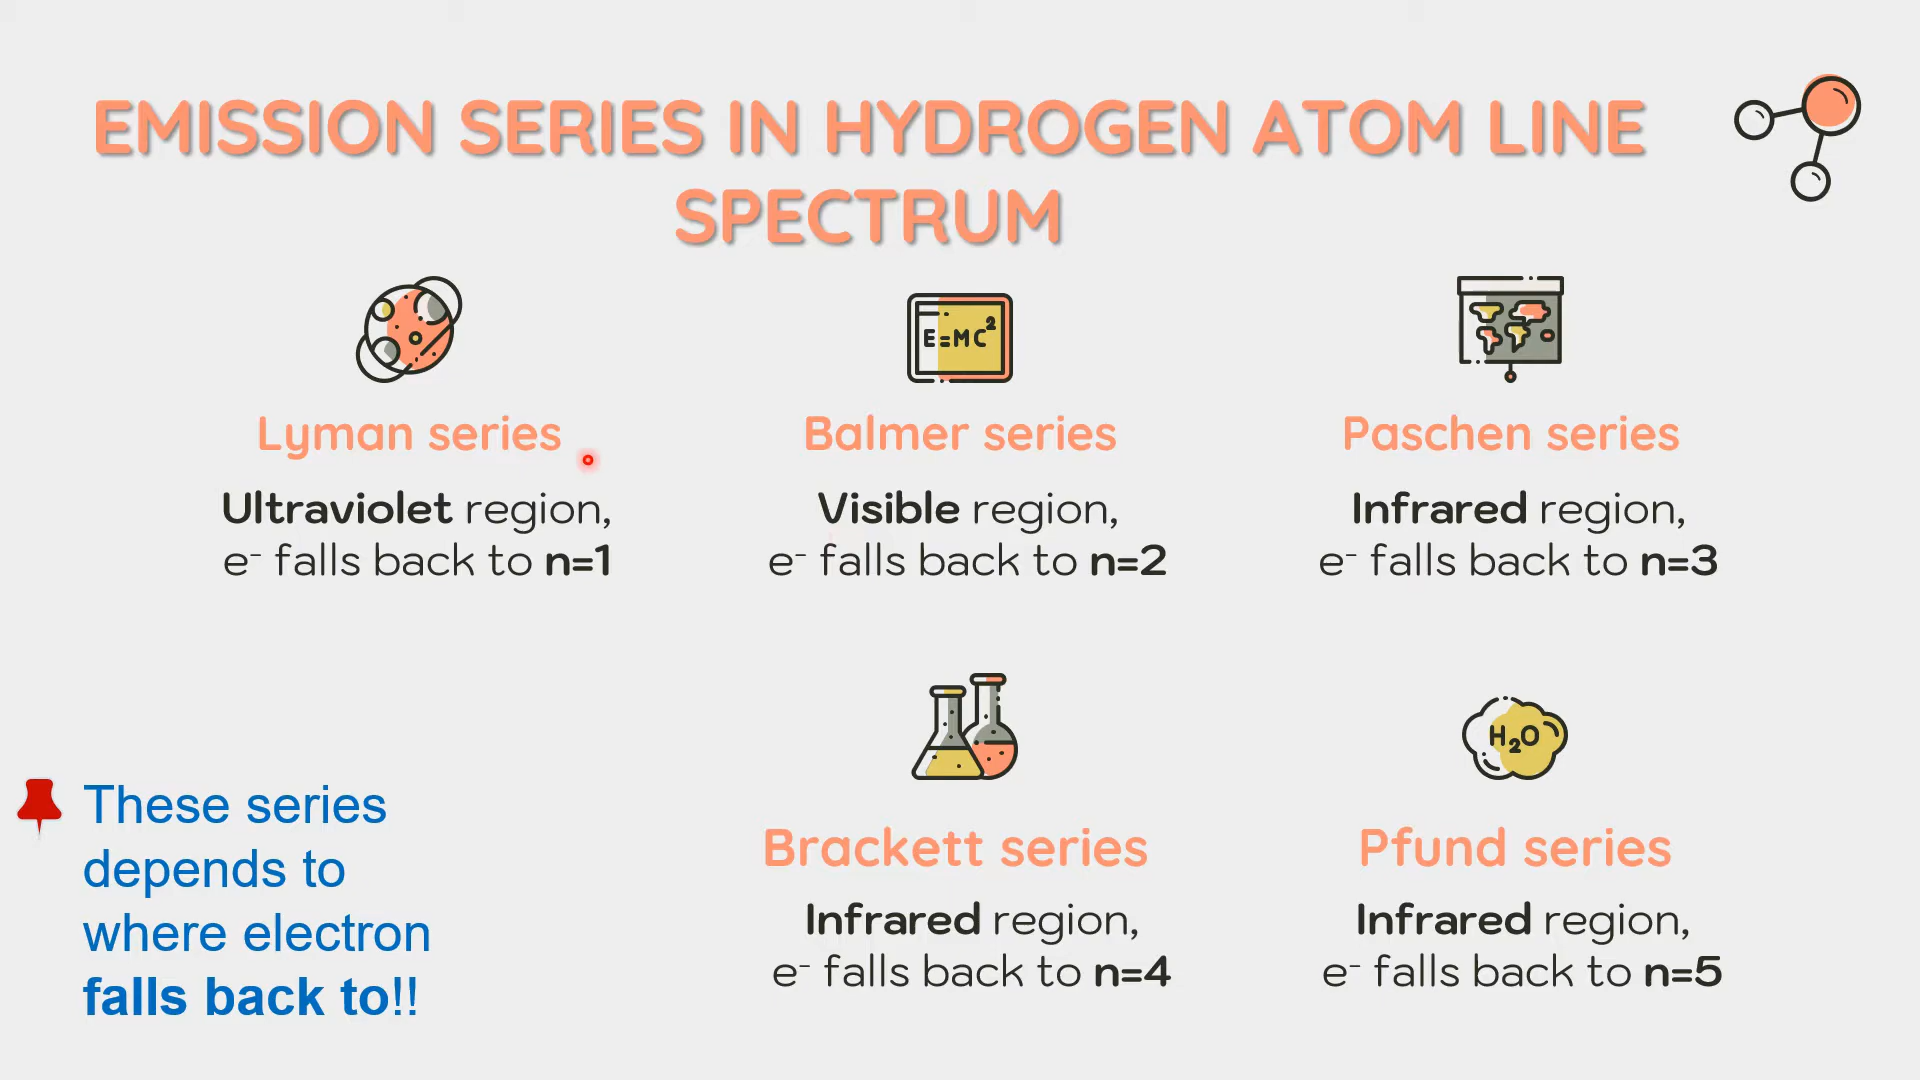 EMISSION SERIES IN HYDROGEN ATOM LINE
SPECTRUM
E=MC²
Lyman series
Ultraviolet region,
e⁻ falls back to n=1
Balmer series
Visible region,
e⁻ falls back to n=2
Paschen series
Infrared region,
e⁻ falls back to n=3
H₂O
Brackett series
Infrared region,
e⁻ falls back to n=4
Pfund series
Infrared region,
e⁻ falls back to n=5
These series
depends to
where electron
falls back to!!